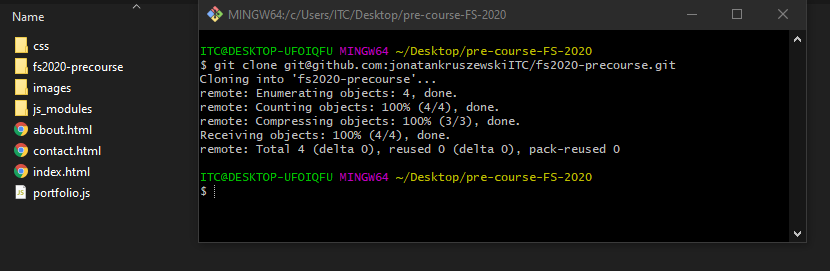 Name
css
fs2020-precourse
images
js_modules
about.html
contact.html
index.html
portfolio.js
MINGW64:/c/Users/ITC/Desktop/pre-course-FS-2020
ITC@DESKTOP-UFOIQFU MINGW64 ~/Desktop/pre-course-FS-2020
$ git clone git@github.com:jonatankruszewskiITC/fs2020-precourse.git
Cloning into 'fs2020-precourse'...
remote: Enumerating objects: 4, done.
remote: Counting objects: 100% (4/4), done.
remote: Compressing objects: 100% (3/3), done.
Receiving objects: 100% (4/4), done.
remote: Total 4 (delta 0), reused 0 (delta 0), pack-reused 0
ITC@DESKTOP-UFOIQFU MINGW64 ~/Desktop/pre-course-FS-2020
$